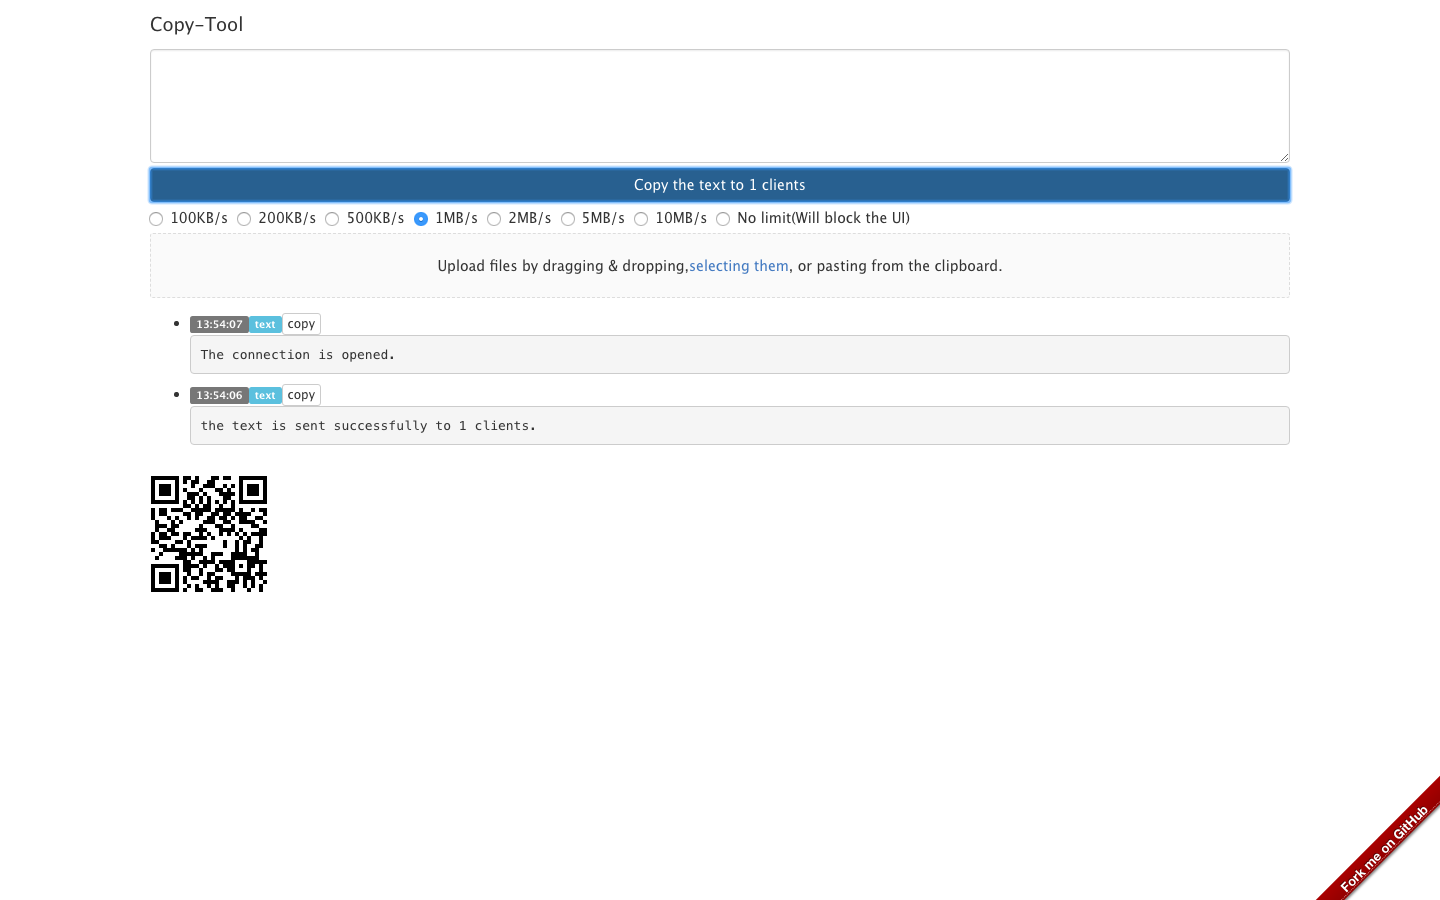 Copy-Tool
Copy the text to 1 clients
100KB/s 200KB/s 500KB/s 1MB/s 2MB/s 5MB/s 10MB/s No limit(Will block the UI)
Upload files by dragging & dropping,selecting them, or pasting from the clipboard.
13:54:07 text copy
The connection is opened.
13:54:06 text copy
the text is sent successfully to 1 clients.
Fork me on GitHub